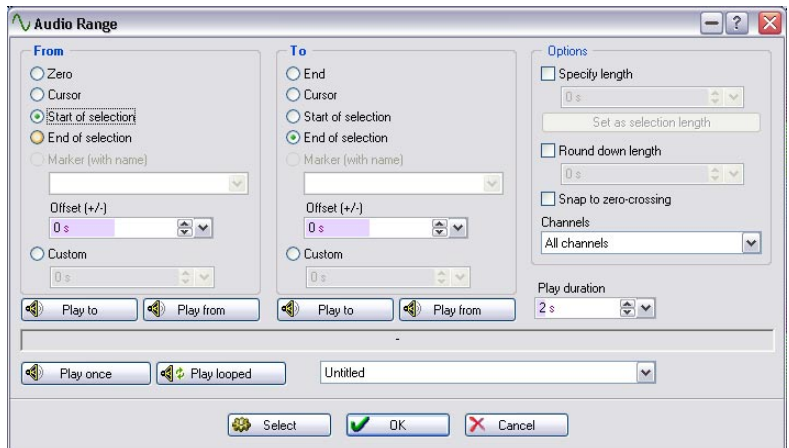 Audio Range
?
From
Zero
Cursor
Start of selection
End of selection
Marker (with name)
Offset (+/-)
0 s
Custom
0 s
Play to Play from
To
End
Cursor
Start of selection
End of selection
Marker (with name)
Offset (+/-)
0 s
Custom
0 s
Play to Play from
Options
Specify length
0 s
Set as selection length
Round down length
0 s
Snap to zero-crossing
Channels
All channels
Play duration
2 s
-
Play once Play looped Untitled
Select OK Cancel